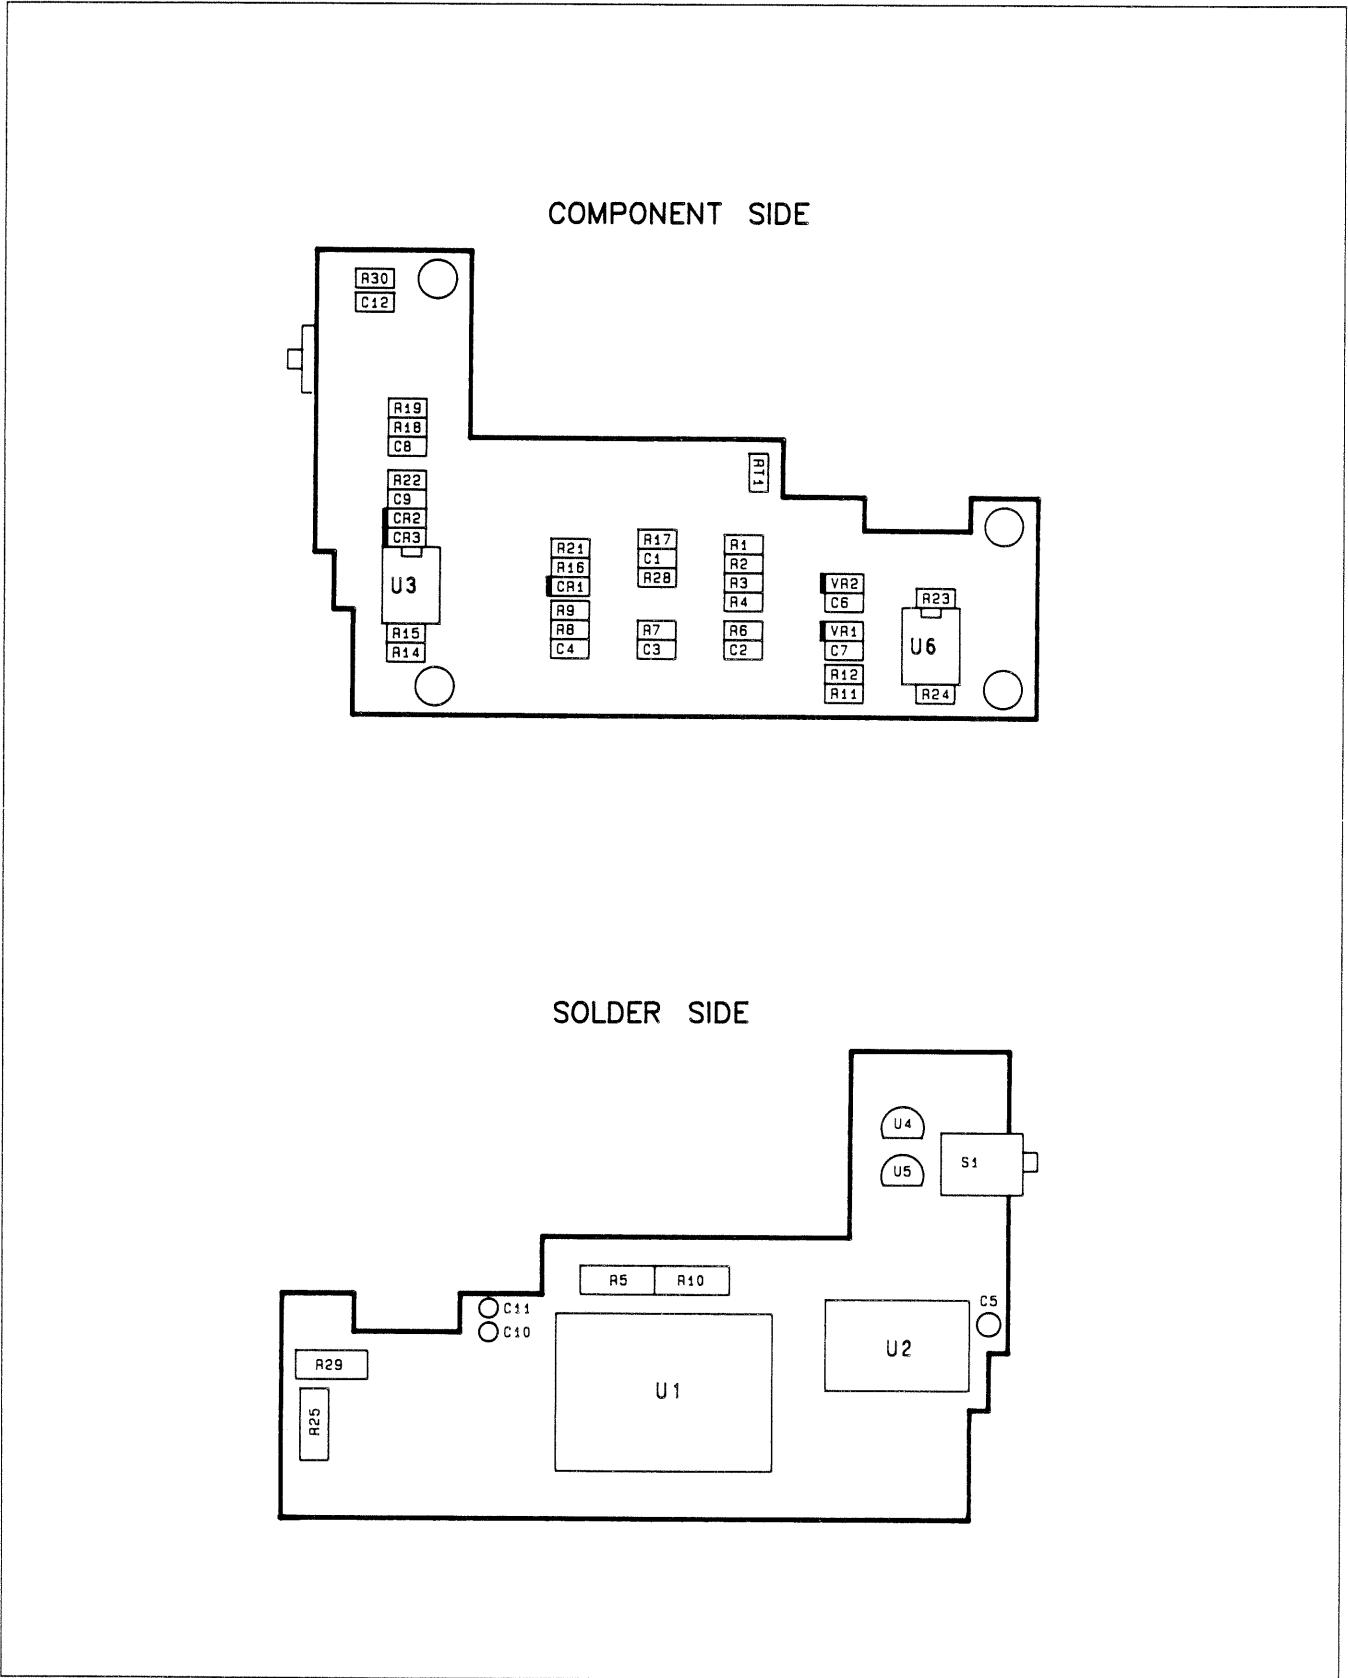 COMPONENT SIDE
R30
C12
R19
R18
C8
RT1
R22
C9
CR2
CR3
U3
R15
R14
R21
R16
CR1
R9
R8
C4
R17
C1
R28
R7
C3
R1
R2
R3
R4
R6
C2
VR2
C6
VR1
C7
R12
R11
R23
U6
R24
SOLDER SIDE
U4
U5
S1
R5 R10
C11
C10
C5
R29
R25
U1
U2